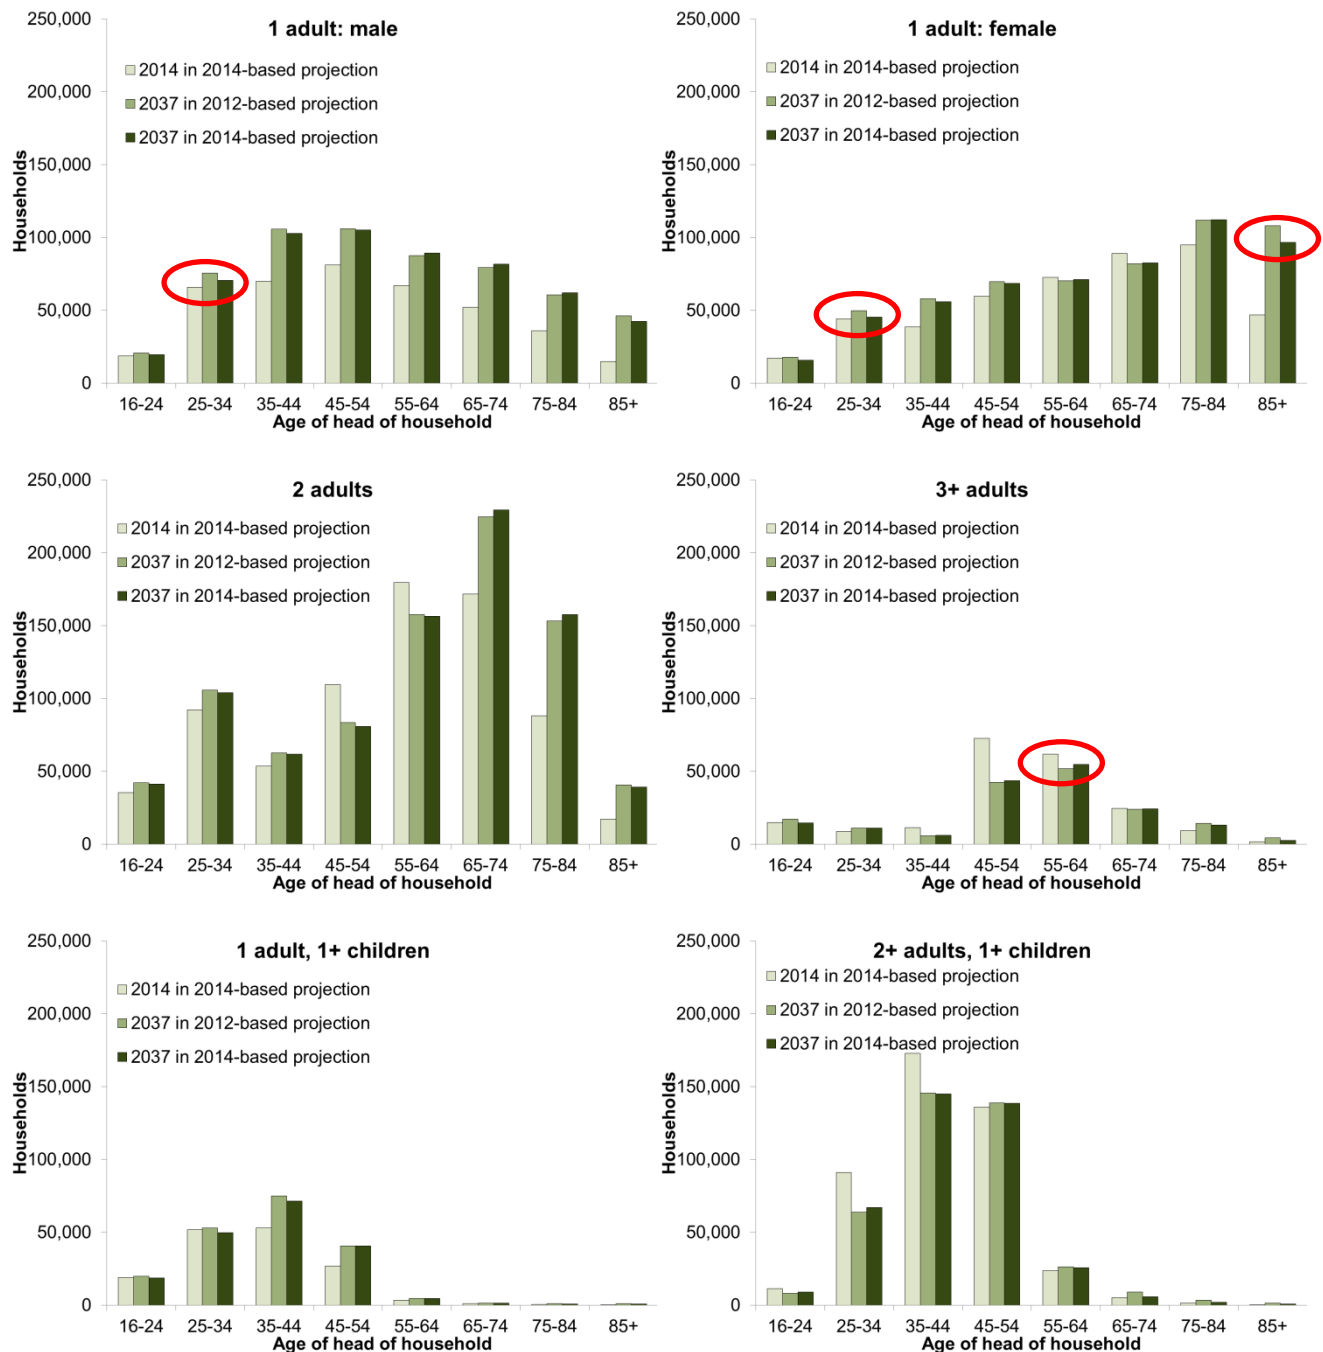 1 adult: male
2014 in 2014-based projection
2037 in 2012-based projection
2037 in 2014-based projection
Households
250,000
200,000
150,000
100,000
50,000
0
16-24 25-34 35-44 45-54 55-64 65-74 75-84 85+
Age of head of household
1 adult: female
2014 in 2014-based projection
2037 in 2012-based projection
2037 in 2014-based projection
Hosueholds
250,000
200,000
150,000
100,000
50,000
0
16-24 25-34 35-44 45-54 55-64 65-74 75-84 85+
Age of head of household
2 adults
2014 in 2014-based projection
2037 in 2012-based projection
2037 in 2014-based projection
Households
250,000
200,000
150,000
100,000
50,000
0
16-24 25-34 35-44 45-54 55-64 65-74 75-84 85+
Age of head of household
3+ adults
2014 in 2014-based projection
2037 in 2012-based projection
2037 in 2014-based projection
Households
250,000
200,000
150,000
100,000
50,000
0
16-24 25-34 35-44 45-54 55-64 65-74 75-84 85+
Age of head of household
1 adult, 1+ children
2014 in 2014-based projection
2037 in 2012-based projection
2037 in 2014-based projection
Households
250,000
200,000
150,000
100,000
50,000
0
16-24 25-34 35-44 45-54 55-64 65-74 75-84 85+
Age of head of household
2+ adults, 1+ children
2014 in 2014-based projection
2037 in 2012-based projection
2037 in 2014-based projection
Households
250,000
200,000
150,000
100,000
50,000
0
16-24 25-34 35-44 45-54 55-64 65-74 75-84 85+
Age of head of household